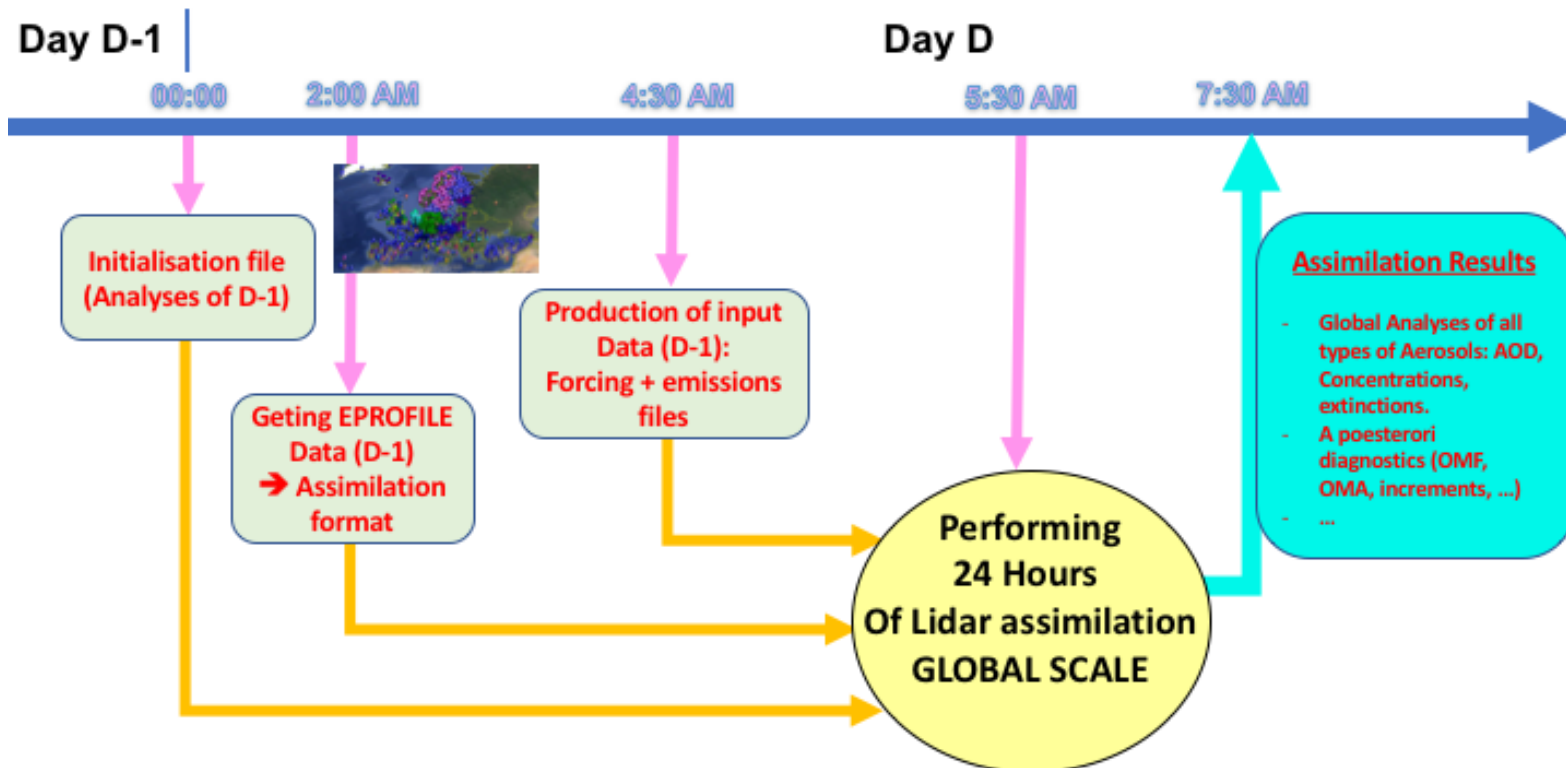 Day D-1
Day D
00:00
2:00 AM
4:30 AM
5:30 AM
7:30 AM
Initialisation file
(Analyses of D-1)
Geting EPROFILE
Data (D-1)
➔ Assimilation
format
Production of input
Data (D-1):
Forcing + emissions
files
Performing
24 Hours
Of Lidar assimilation
GLOBAL SCALE
Assimilation Results
- Global Analyses of all
types of Aerosols: AOD,
Concentrations,
extinctions.
- A poesterori
diagnostics (OMF,
OMA, increments, ...)
- ...